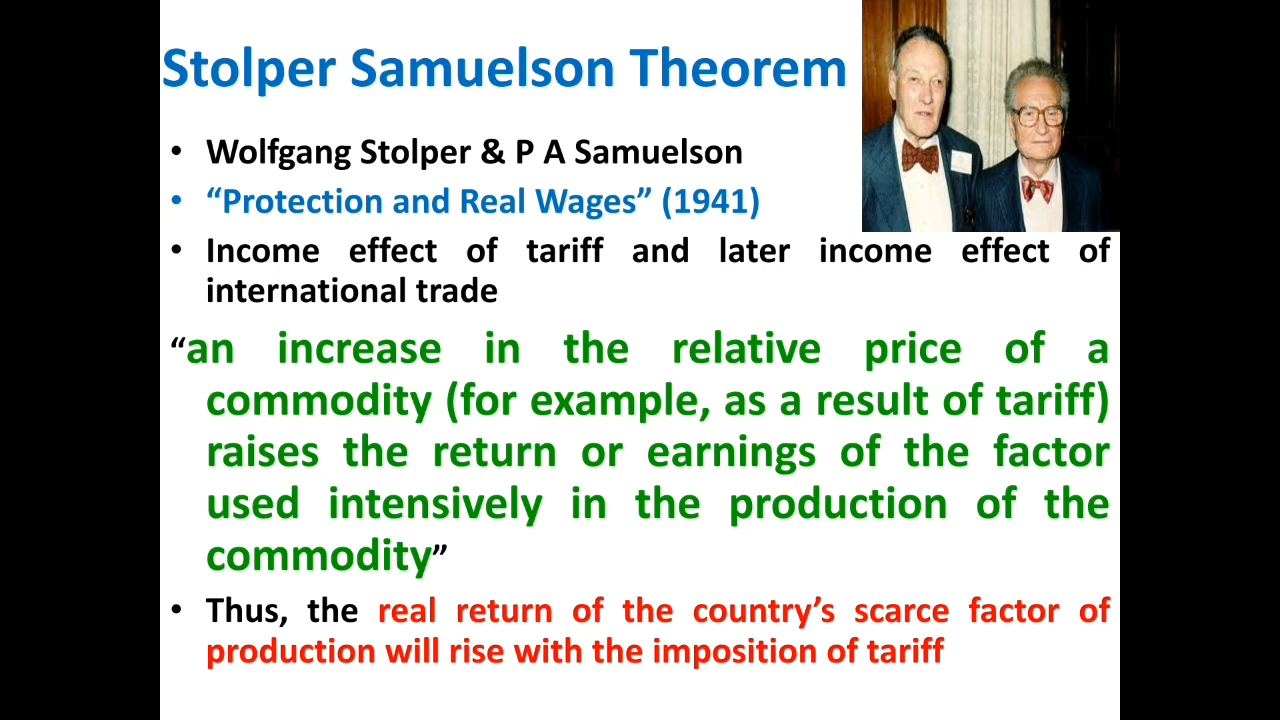 Stolper Samuelson Theorem
• Wolfgang Stolper & P A Samuelson
• “Protection and Real Wages” (1941)
• Income effect of tariff and later income effect of
international trade
“an increase in the relative price of a
commodity (for example, as a result of tariff)
raises the return or earnings of the factor
used intensively in the production of the
commodity”
• Thus, the real return of the country’s scarce factor of
production will rise with the imposition of tariff